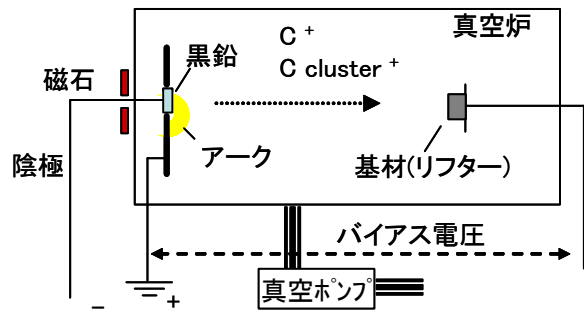 真空炉
C +
黒鉛
C cluster +
磁石
アーク
陰極
基材(リフター)
バイアス電圧
真空ポンプ
− +